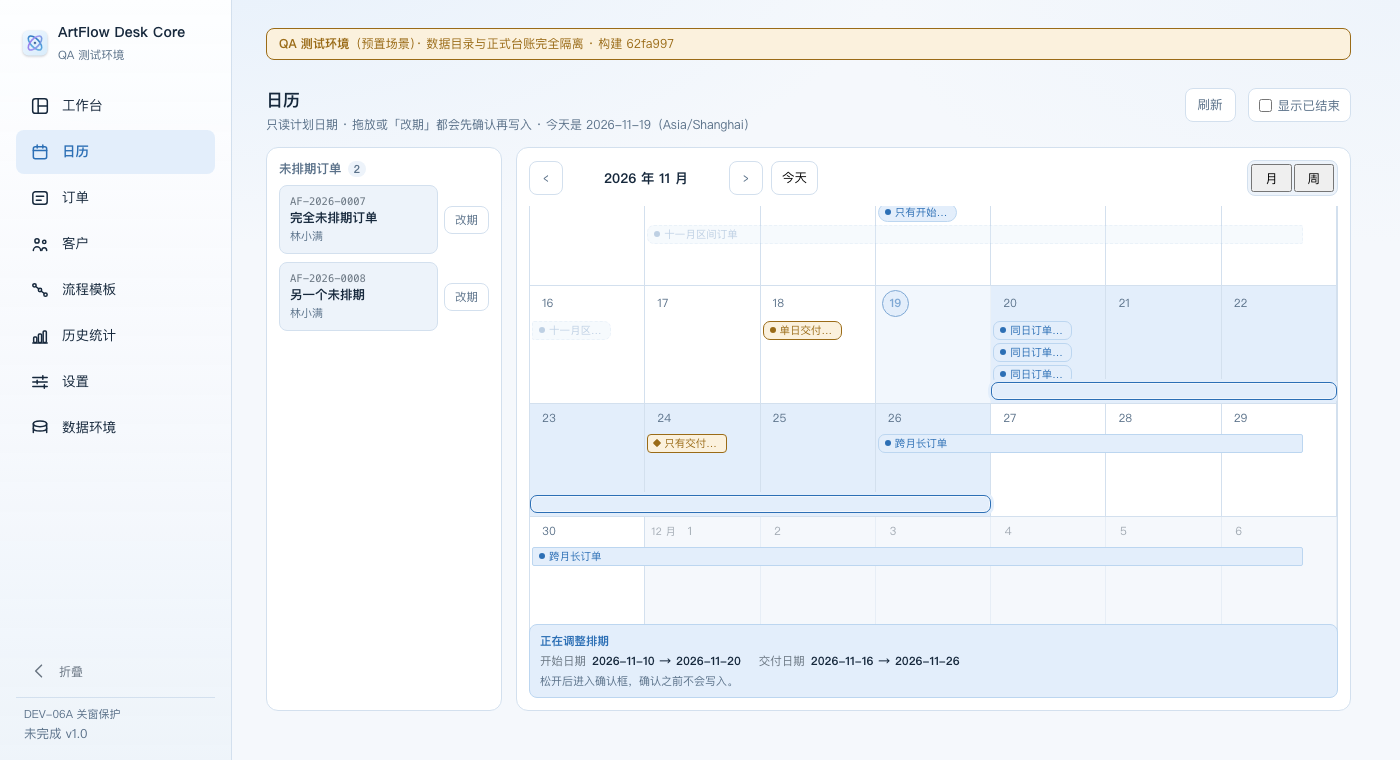 ArtFlow Desk Core
QA 测试环境
工作台
日历
订单
客户
流程模板
历史统计
设置
数据环境
折叠
DEV-06A 关窗保护
未完成 v1.0
QA 测试环境（预置场景）· 数据目录与正式台账完全隔离 · 构建 62fa997
日历
只读计划日期 · 拖放或「改期」都会先确认再写入 · 今天是 2026-11-19（Asia/Shanghai）
刷新
显示已结束
未排期订单 2
AF-2026-0007
完全未排期订单
林小满
改期
AF-2026-0008
另一个未排期
林小满
改期
2026 年 11 月
今天
月 周
只有开始…
十一月区间订单
16 17 18 19 20 21 22
十一月区… 单日交付… 同日订单…
同日订单…
同日订单…
23 24 25 26 27 28 29
只有交付… 跨月长订单
30 12 月 1 2 3 4 5 6
跨月长订单
正在调整排期
开始日期 2026-11-10 → 2026-11-20 交付日期 2026-11-16 → 2026-11-26
松开后进入确认框，确认之前不会写入。